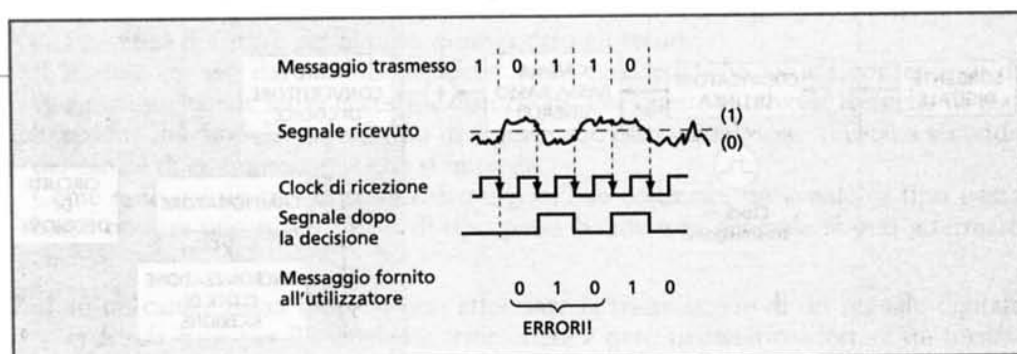 Messaggio trasmesso 1 0 1 1 0
Segnale ricevuto (1)
(0)
Clock di ricezione
Segnale dopo
la decisione
Messaggio fornito
all'utilizzatore 0 1 0 1 0
ERRORI!